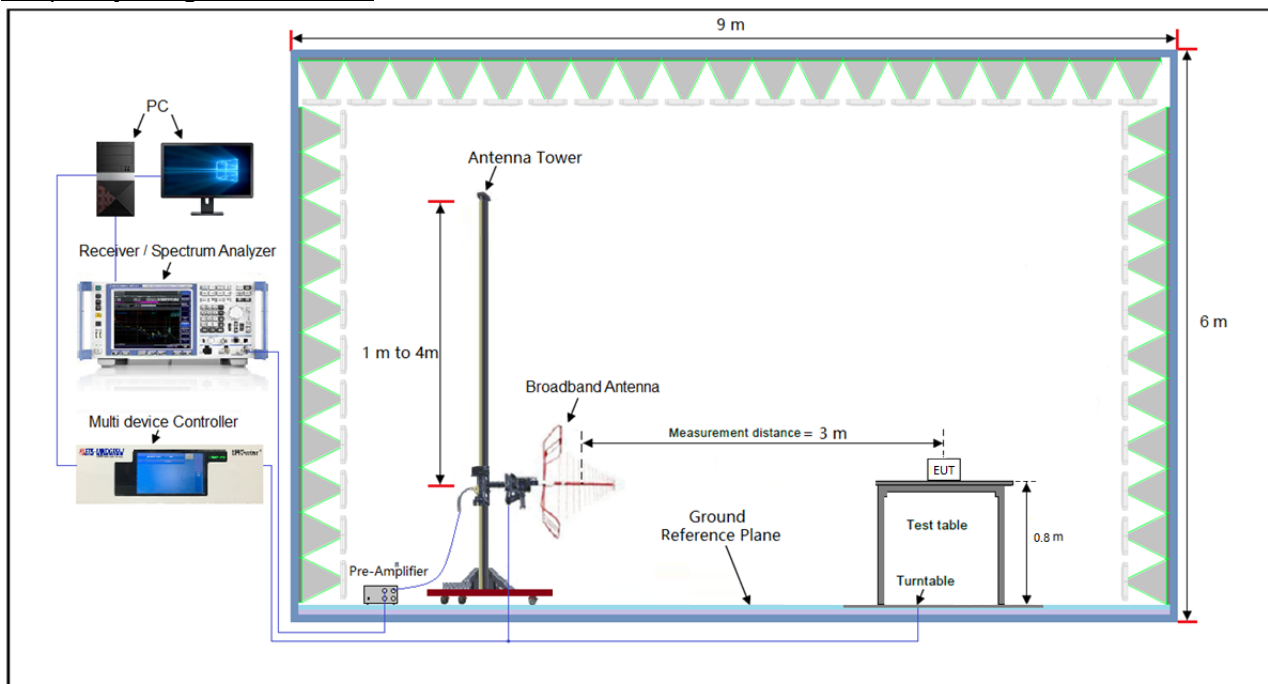 9 m
PC
Antenna Tower
Receiver / Spectrum Analyzer
6 m
1 m to 4m
Broadband Antenna
Multi device Controller
Measurement distance = 3 m
EUT
Ground
Reference Plane
Test table
0.8 m
Pre-Amplifier
Turntable